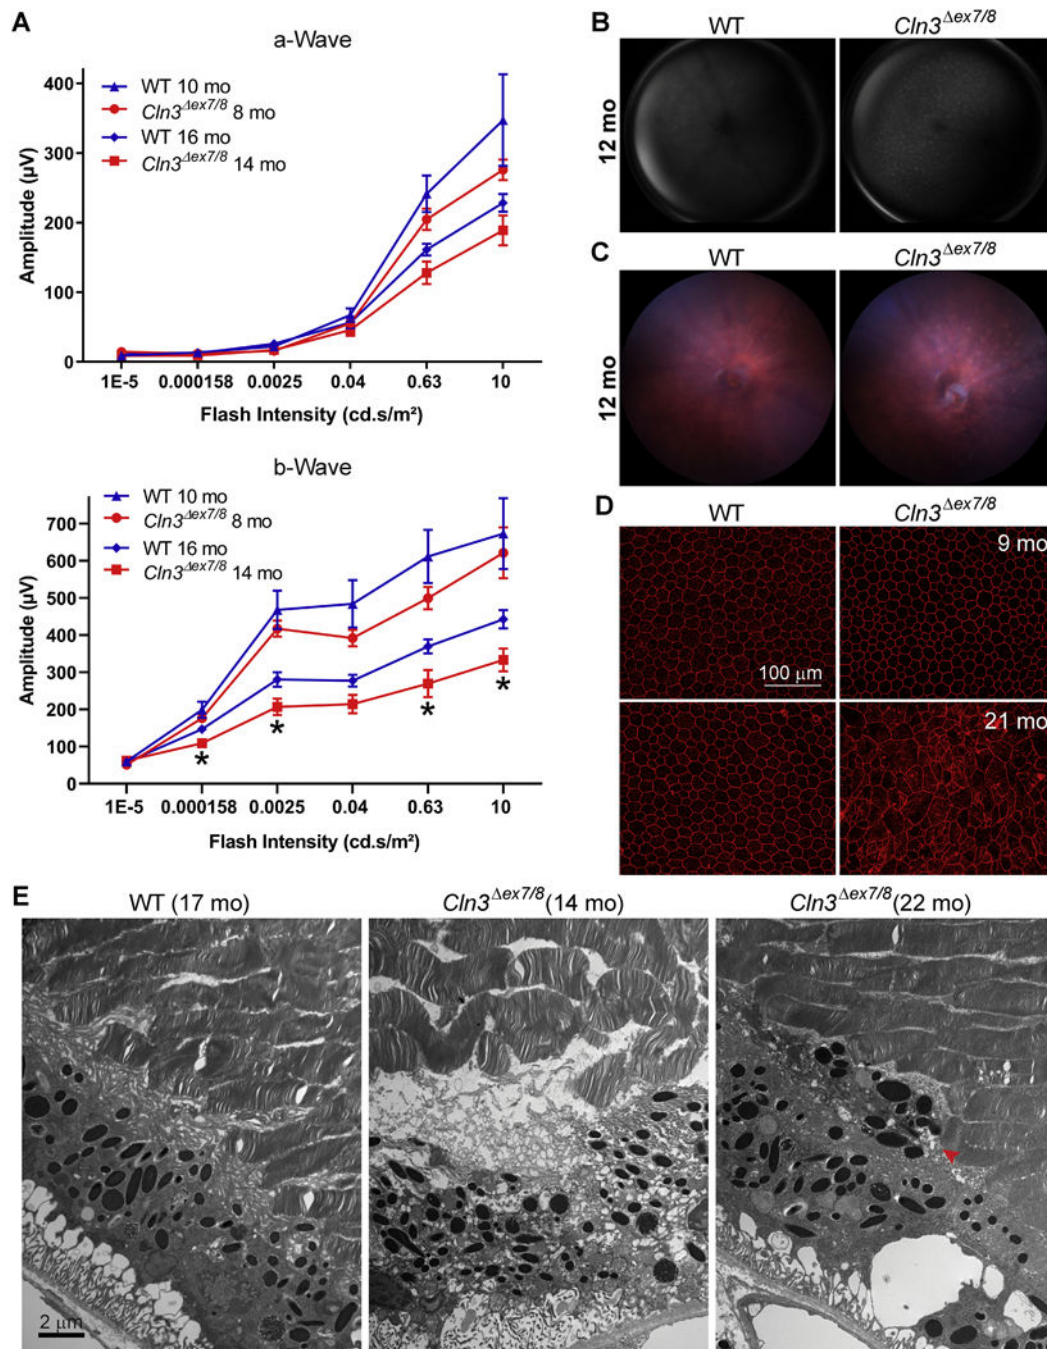 A
a-Wave
WT 10 mo
Cln3Δex7/8 8 mo
WT 16 mo
Cln3Δex7/8 14 mo
Amplitude (µV)
400
300
200
100
0
1E-5 0.000158 0.0025 0.04 0.63 10
Flash Intensity (cd.s/m²)
b-Wave
WT 10 mo
Cln3Δex7/8 8 mo
WT 16 mo
Cln3Δex7/8 14 mo
Amplitude (µV)
700
600
500
400
300
200
100
0
* * * *
1E-5 0.000158 0.0025 0.04 0.63 10
Flash Intensity (cd.s/m²)
B
WT Cln3Δex7/8
12 mo
C
WT Cln3Δex7/8
12 mo
D
WT Cln3Δex7/8
9 mo
100 µm
21 mo
E
WT (17 mo) Cln3Δex7/8(14 mo) Cln3Δex7/8(22 mo)
2 µm